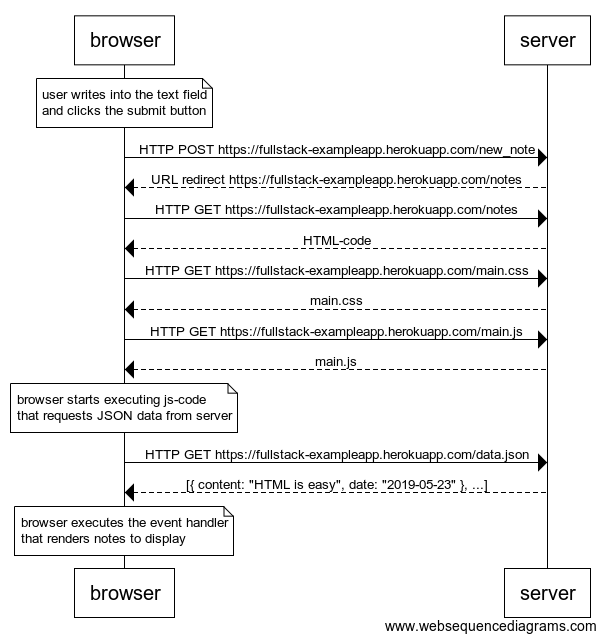 browser
server
user writes into the text field
and clicks the submit button
HTTP POST https://fullstack-exampleapp.herokuapp.com/new_note
URL redirect https://fullstack-exampleapp.herokuapp.com/notes
HTTP GET https://fullstack-exampleapp.herokuapp.com/notes
HTML-code
HTTP GET https://fullstack-exampleapp.herokuapp.com/main.css
main.css
HTTP GET https://fullstack-exampleapp.herokuapp.com/main.js
main.js
browser starts executing js-code
that requests JSON data from server
HTTP GET https://fullstack-exampleapp.herokuapp.com/data.json
[{ content: "HTML is easy", date: "2019-05-23" }, ...]
browser executes the event handler
that renders notes to display
browser
server
www.websequencediagrams.com